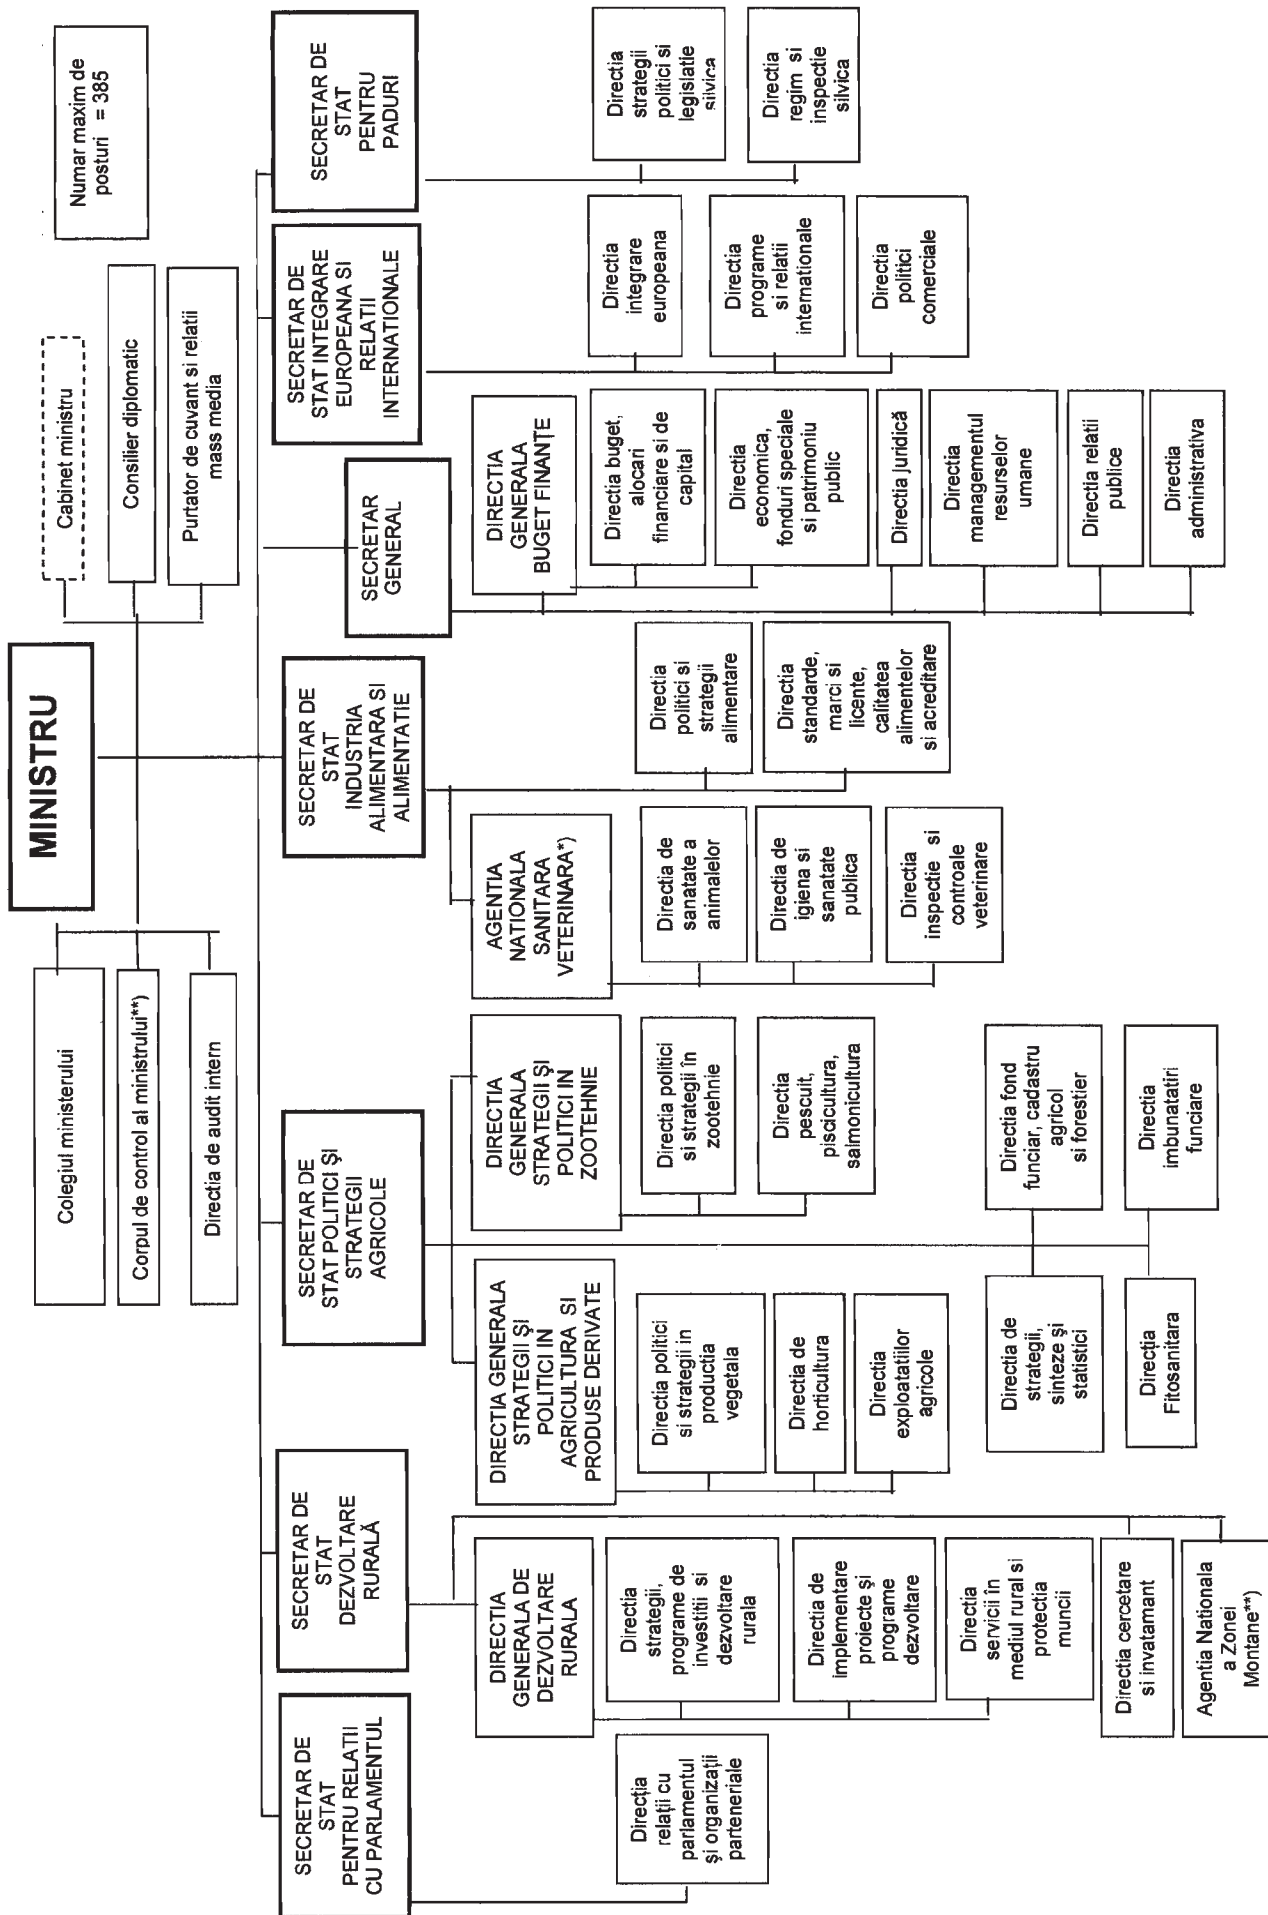 MINISTRU
Numar maxim de
posturi = 385
Colegiul ministerului
Corpul de control al ministrului**)
Directia de audit intern
Cabinet ministru
Consilier diplomatic
Purtator de cuvant si relatii
mass media
SECRETAR DE
STAT
PENTRU RELATII
CU PARLAMENTUL
Direcția
relații cu
parlamentul
și organizații
parteneriale
SECRETAR DE
STAT
DEZVOLTARE
RURALĂ
DIRECTIA
GENERALA DE
DEZVOLTARE
RURALA
Directia
strategii,
programe de
investitii si
dezvoltare
rurala
Directia de
implementare
proiecte și
programe
dezvoltare
Directia
servicii în
mediul rural si
protectia
muncii
Directia cercetare
si invatamant
Agentia Nationala
a Zonei
Montane**)
SECRETAR DE
STAT POLITICI ŞI
STRATEGII
AGRICOLE
DIRECTIA GENERALA
STRATEGII ŞI
POLITICI IN
AGRICULTURA SI
PRODUSE DERIVATE
Directia politici
si strategii in
productia
vegetala
Directia de
horticultura
Directia
exploatatiilor
agricole
DIRECTIA
GENERALA
STRATEGII ŞI
POLITICI IN
ZOOTEHNIE
Directia politici
si strategii în
zootehnie
Directia
pescuit,
piscicultura,
salmonicultura
Directia de
strategii,
sinteze și
statistici
Direcția
Fitosanitara
Directia fond
funciar, cadastru
agricol
si forestier
Directia
imbunatatiri
funciare
SECRETAR DE
STAT
INDUSTRIA
ALIMENTARA SI
ALIMENTATIE
AGENTIA
NATIONALA
SANITARA
VETERINARA*)
Directia de
sanatate a
animalelor
Directia de
igiena si
sanatate
publica
Directia
inspectie si
controale
veterinare
Directia
politici si
strategii
alimentare
Directia
standarde,
marci si
licente,
calitatea
alimentelor
si acreditare
SECRETAR
GENERAL
DIRECTIA
GENERALA
BUGET FINANȚE
Directia buget,
alocari
financiare si de
capital
Directia
economica,
fonduri speciale
si patrimoniu
public
Directia juridică
Directia
managementul
resurselor
umane
Directia relatii
publice
Directia
administrativa
SECRETAR DE
STAT INTEGRARE
EUROPEANA SI
RELATII
INTERNATIONALE
Directia
integrare
europeana
Directia
programe
si relatii
internationale
Directia
politici
comerciale
SECRETAR DE
STAT
PENTRU
PADURI
Directia
strategii
politici si
legislatie
silvica
Directia
regim si
inspectie
silvica